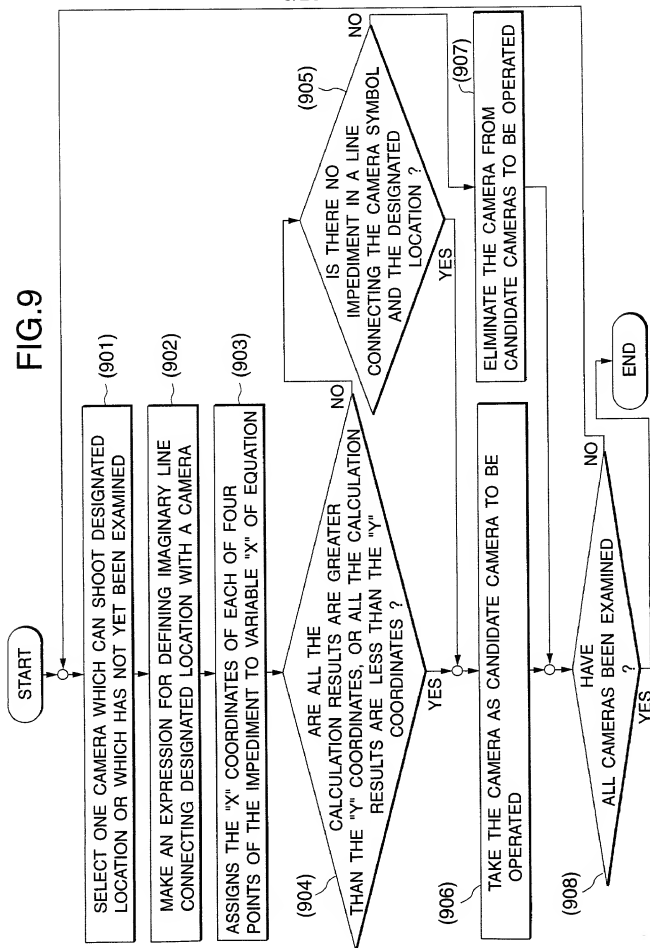 FIG.9
START
SELECT ONE CAMERA WHICH CAN SHOOT DESIGNATED
LOCATION OR WHICH HAS NOT YET BEEN EXAMINED
(901)
MAKE AN EXPRESSION FOR DEFINING IMAGINARY LINE
CONNECTING DESIGNATED LOCATION WITH A CAMERA
(902)
ASSIGNS THE "X" COORDINATES OF EACH OF FOUR
POINTS OF THE IMPEDIMENT TO VARIABLE "X" OF EQUATION
(903)
(904)
ARE ALL THE
CALCULATION RESULTS ARE GREATER
THAN THE "Y" COORDINATES, OR ALL THE CALCULATION
RESULTS ARE LESS THAN THE "Y"
COORDINATES ?
NO
YES
(905)
IS THERE NO
IMPEDIMENT IN A LINE
CONNECTING THE CAMERA SYMBOL
AND THE DESIGNATED
LOCATION ?
NO
YES
(906)
TAKE THE CAMERA AS CANDIDATE CAMERA TO BE
OPERATED
(907)
ELIMINATE THE CAMERA FROM
CANDIDATE CAMERAS TO BE OPERATED
(908)
HAVE
ALL CAMERAS BEEN EXAMINED
?
NO
YES
END